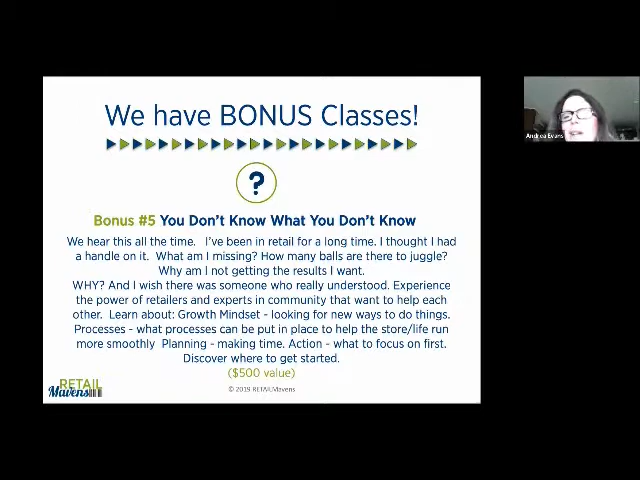 We have BONUS Classes!
?
Bonus #5 You Don't Know What You Don't Know
We hear this all the time. I've been in retail for a long time. I thought I had
a handle on it. What am I missing? How many balls are there to juggle?
Why am I not getting the results I want.
WHY? And I wish there was someone who really understood. Experience
the power of retailers and experts in community that want to help each
other. Learn about: Growth Mindset - looking for new ways to do things.
Processes - what processes can be put in place to help the store/life run
more smoothly Planning - making time. Action - what to focus on first.
Discover where to get started.
($500 value)
© 2019 RETAILMavens
RETAIL
Mavens
Andrea Evans